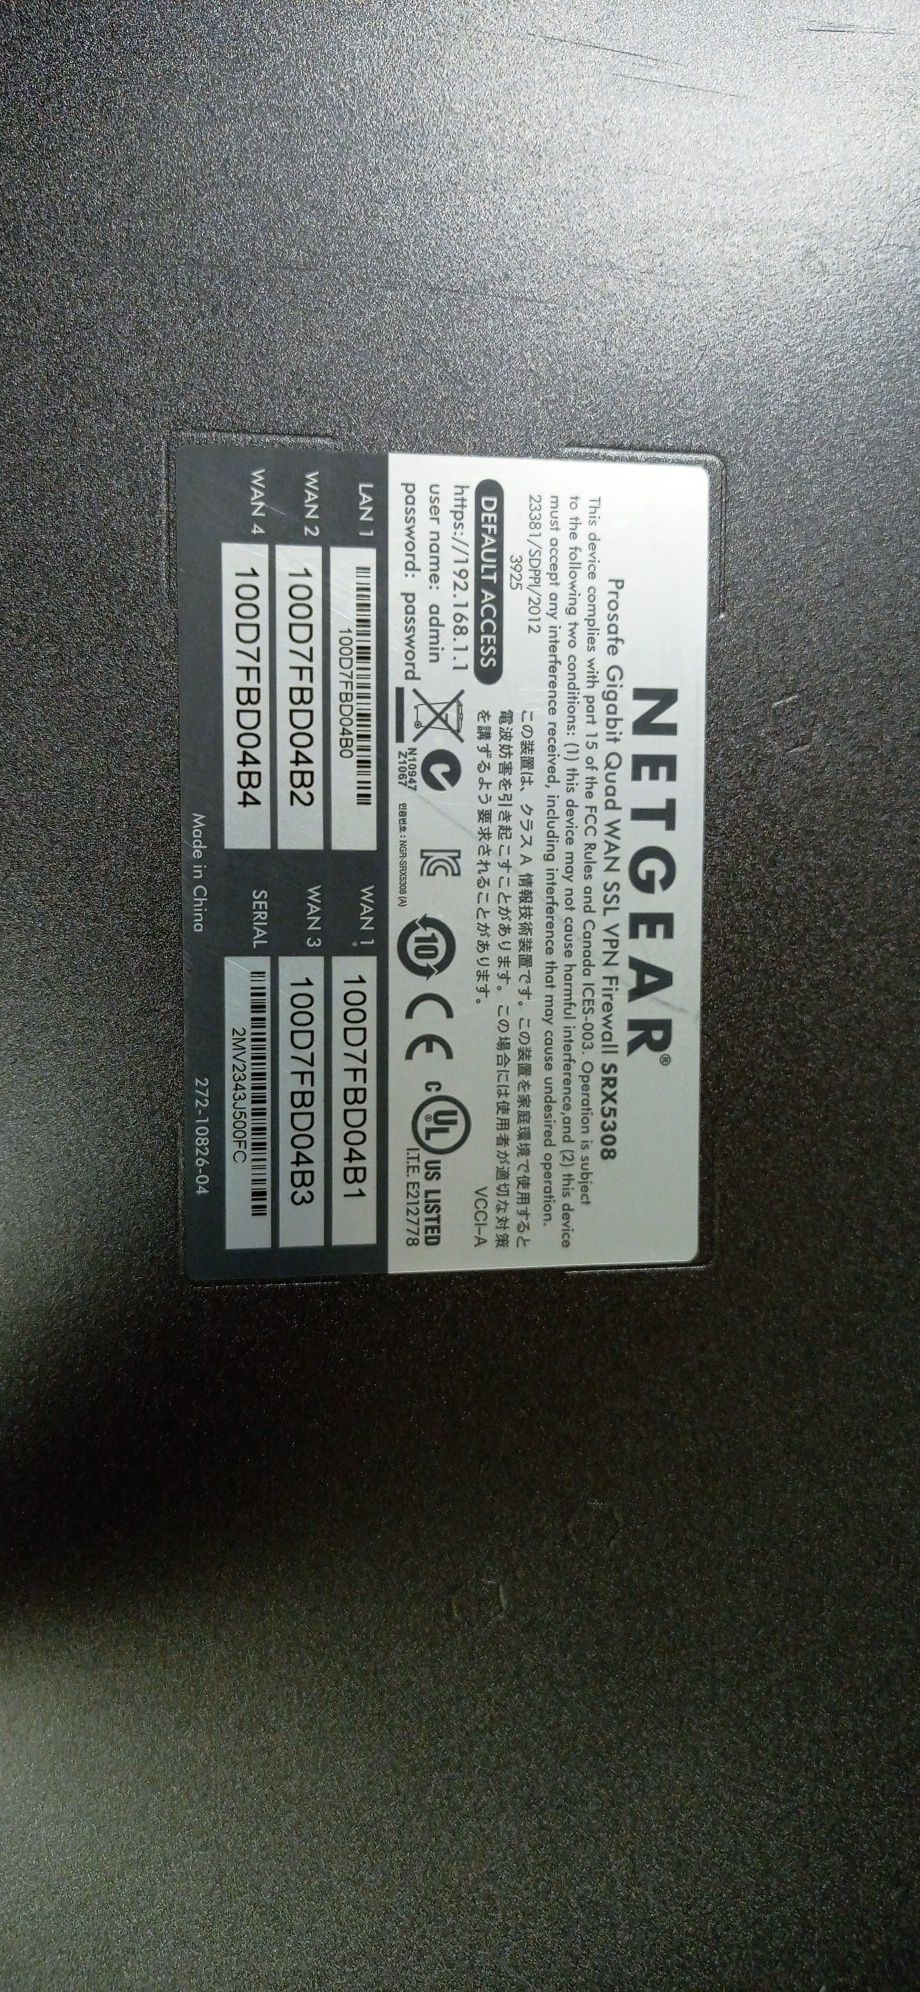 NETGEAR®
Prosafe Gigabit Quad WAN SSL VPN Firewall SRX5308
This device complies with part 15 of the FCC Rules and Canada ICES-003. Operation is subject
to the following two conditions: (1) this device may not cause harmful interference,and (2) this device
must accept any interference received, including interference that may cause undesired operation.
23381/SDPPI/2012
3925
この装置は、クラス A 情報技術装置です。この装置を家庭環境で使用すると
電波妨害を引き起こすことがあります。この場合には使用者が適切な対策
を講ずるよう要求されることがあります。
VCCI-A
DEFAULT ACCESS
https://192.168.1.1
user name: admin
password: password
N10947
Z1067
인증번호 : NGR-SRX5308 (A)
10
CE
c UL ® US LISTED
I.T.E. E212778
LAN 1 100D7FBD04B0
WAN 1 100D7FBD04B1
WAN 2 100D7FBD04B2
WAN 3 100D7FBD04B3
WAN 4 100D7FBD04B4
SERIAL 2MV2343J500FC
Made in China
272-10826-04